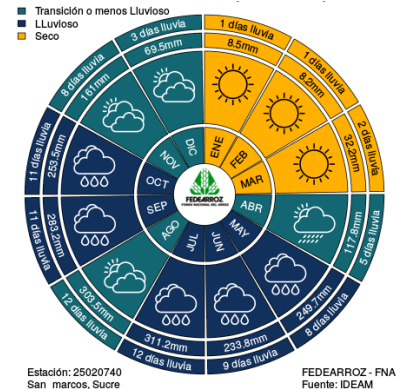 Transición o menos Lluvioso
LLuvioso
Seco
ENE
8.5mm
1 días lluvia
FEB
8.2mm
1 días lluvia
MAR
32.2mm
2 días lluvia
ABR
117.8mm
5 días lluvia
MAY
249.7mm
8 días lluvia
JUN
233.8mm
9 días lluvia
JUL
311.2mm
12 días lluvia
AGO
303.5mm
12 días lluvia
SEP
283.2mm
11 días lluvia
OCT
253.5mm
11 días lluvia
NOV
161mm
8 días lluvia
DIC
69.5mm
3 días lluvia
FEDEARROZ
FONDO NACIONAL DEL ARROZ
Estación: 25020740
San marcos, Sucre
FEDEARROZ - FNA
Fuente: IDEAM